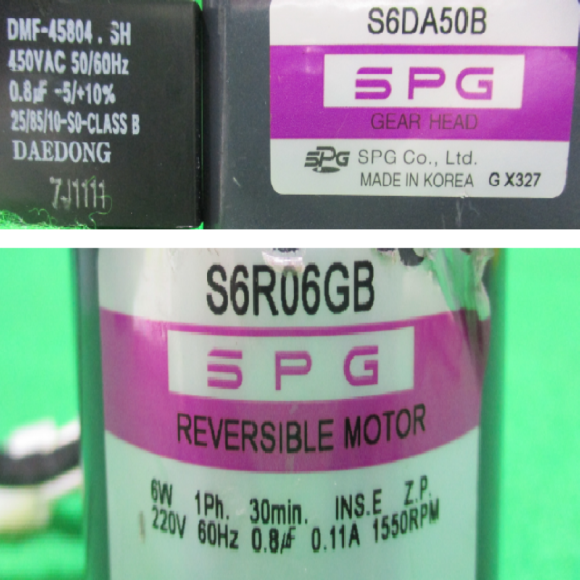 DMF-45804 . SH
450VAC 50/60Hz
0.8μF -5/+10%
25/85/10-S0-CLASS B
DAEDONG
7J1111
S6DA50B
SPG
GEAR HEAD
SPG SPG Co., Ltd.
MADE IN KOREA G X327
S6R06GB
SPG
REVERSIBLE MOTOR
6W 1Ph. 30min. INS.E Z.P.
220V 60Hz 0.8μF 0.11A 1550RPM